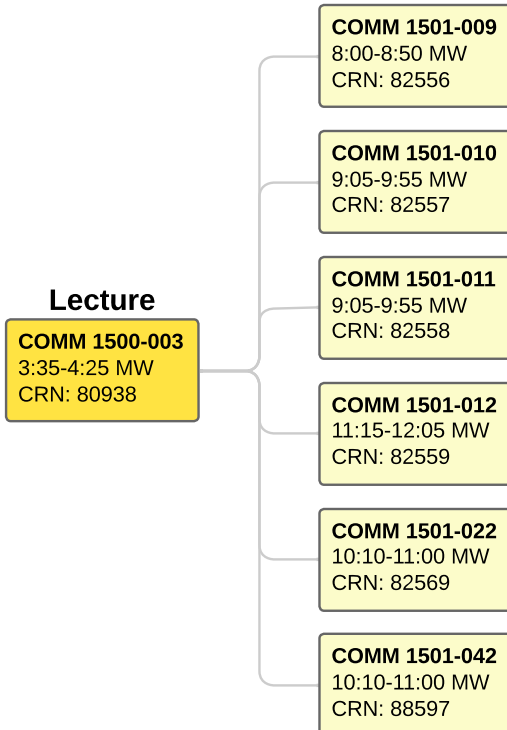 Lecture
COMM 1500-003
3:35-4:25 MW
CRN: 80938
COMM 1501-009
8:00-8:50 MW
CRN: 82556
COMM 1501-010
9:05-9:55 MW
CRN: 82557
COMM 1501-011
9:05-9:55 MW
CRN: 82558
COMM 1501-012
11:15-12:05 MW
CRN: 82559
COMM 1501-022
10:10-11:00 MW
CRN: 82569
COMM 1501-042
10:10-11:00 MW
CRN: 88597